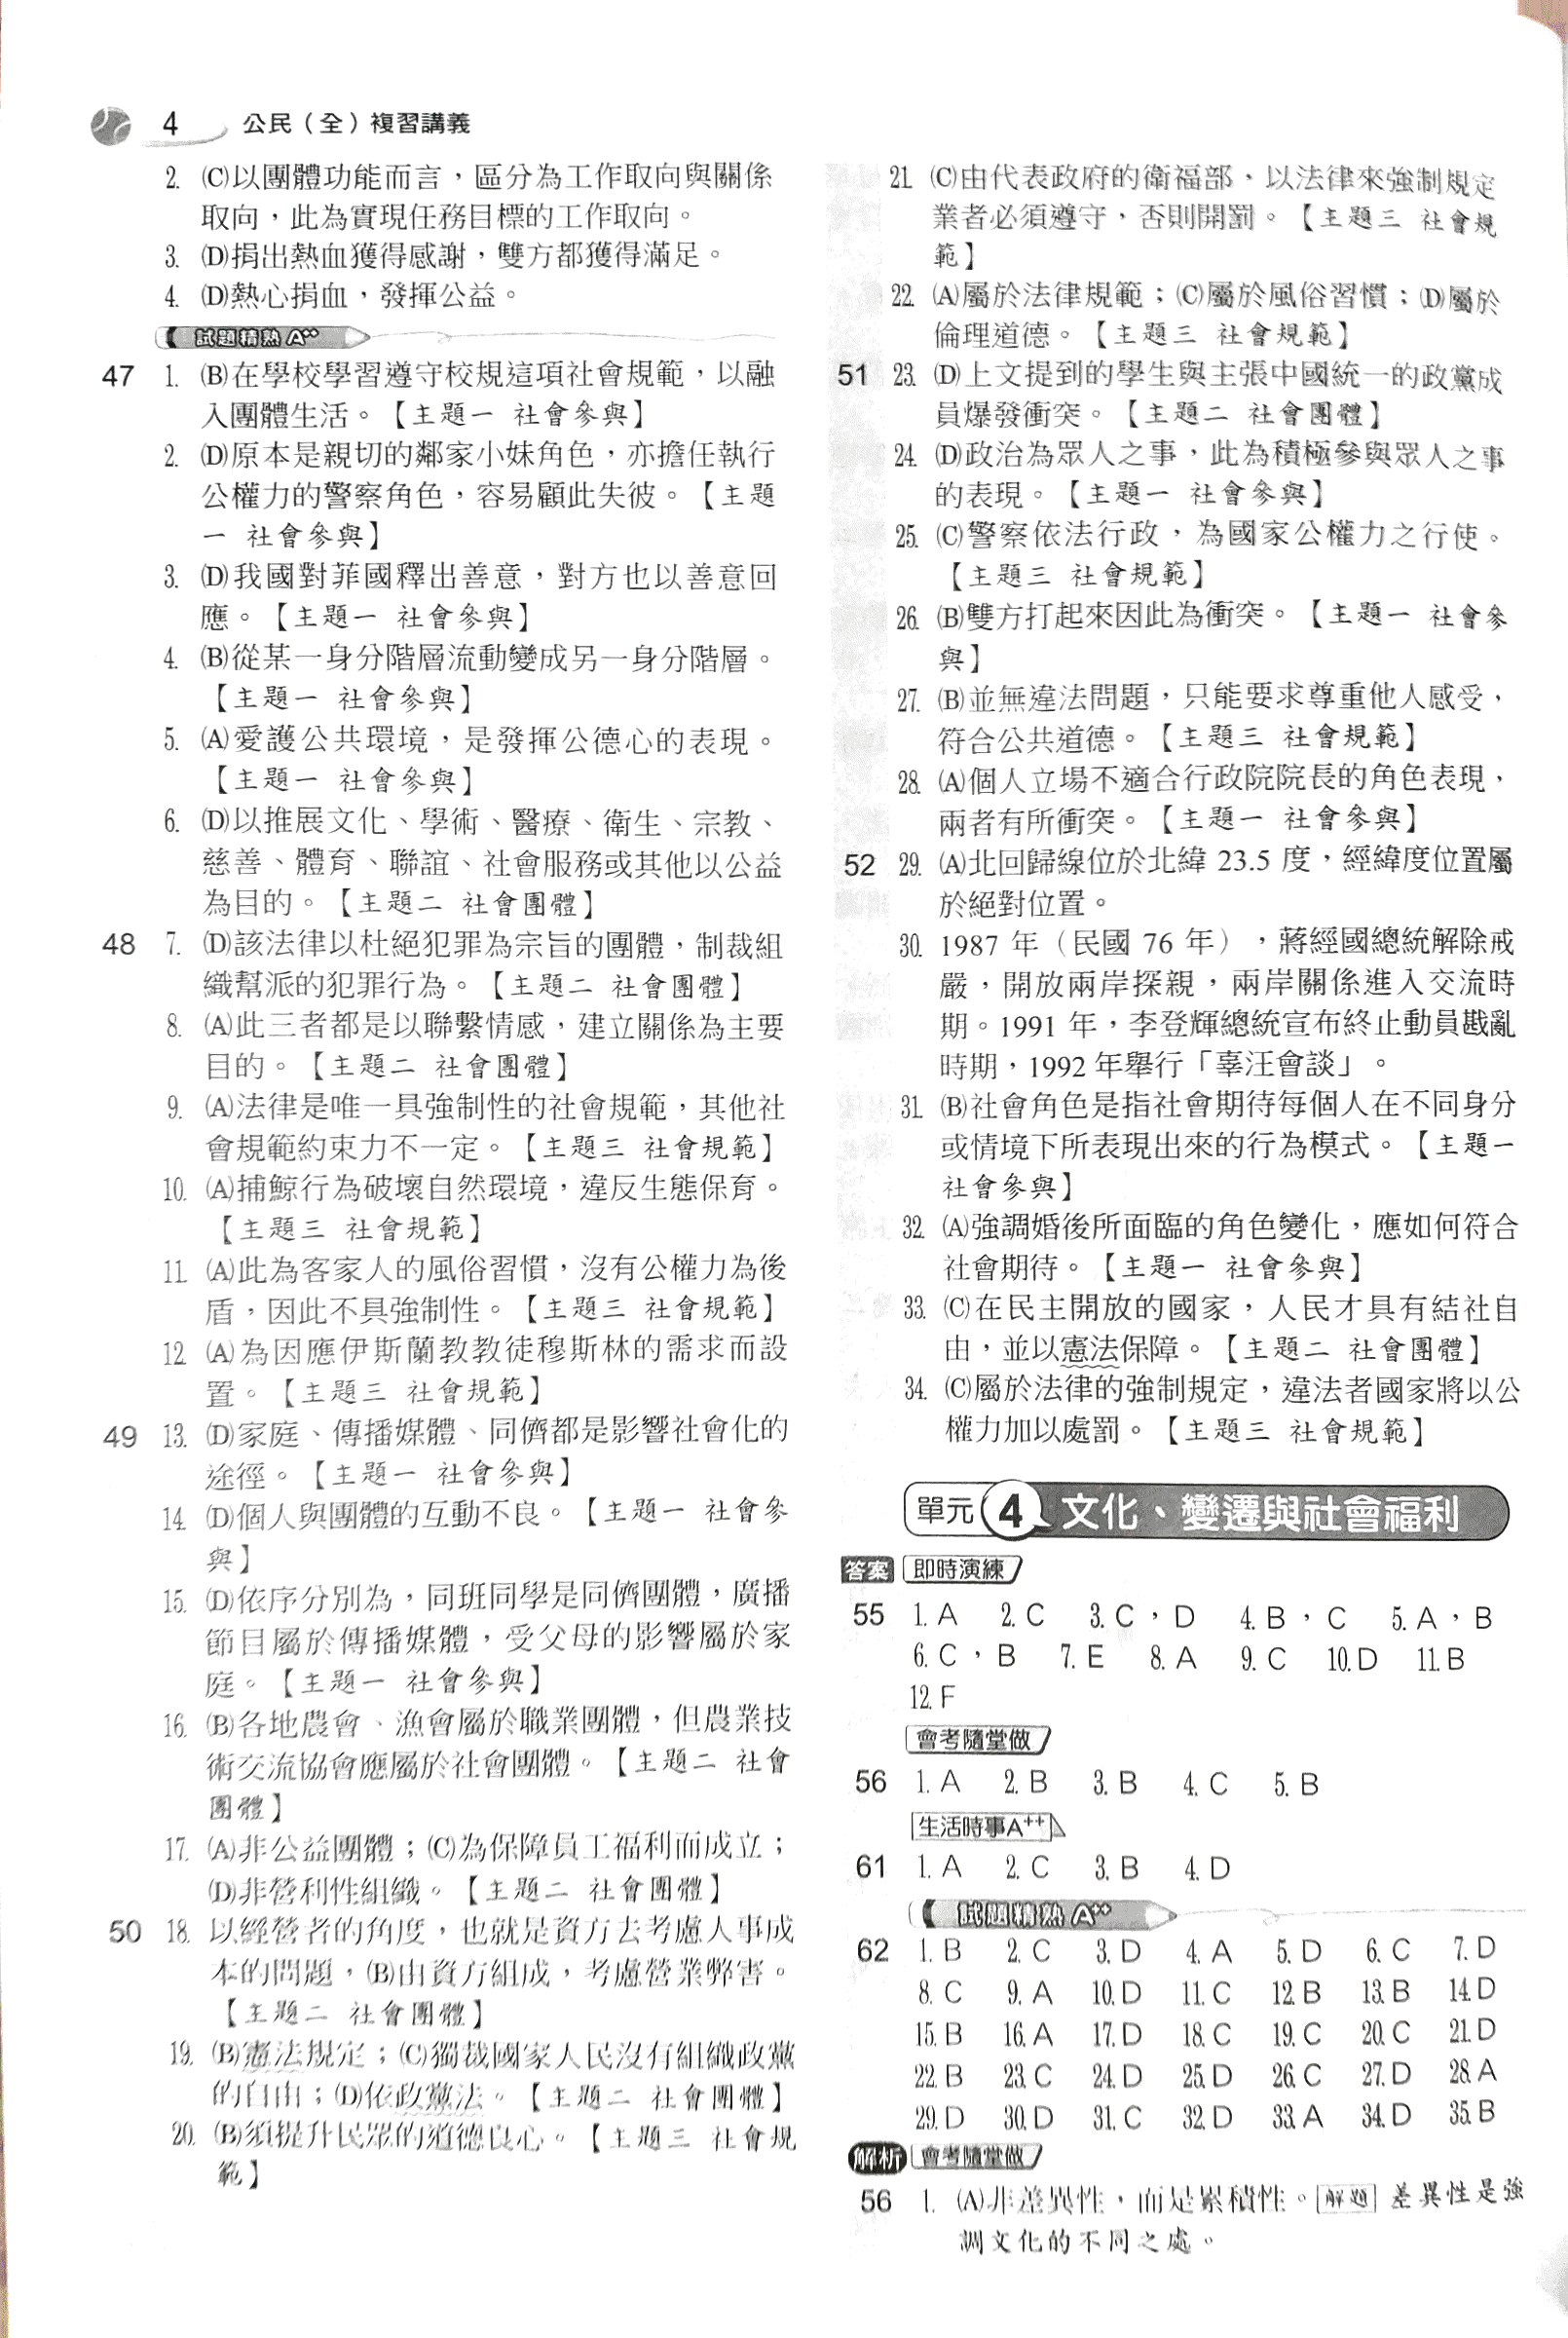 4 公民（全）複習講義
2. (C)以團體功能而言，區分為工作取向與關係
取向，此為實現任務目標的工作取向。
3. (D)捐出熱血獲得感謝，雙方都獲得滿足。
4. (D)熱心捐血，發揮公益。
試題精熟 A++
47 1. (B)在學校學習遵守校規這項社會規範，以融
入團體生活。【主題一 社會參與】
2. (D)原本是親切的鄰家小妹角色，亦擔任執行
公權力的警察角色，容易顧此失彼。【主題
一 社會參與】
3. (D)我國對菲國釋出善意，對方也以善意回
應。【主題一 社會參與】
4. (B)從某一身分階層流動變成另一身分階層。
【主題一 社會參與】
5. (A)愛護公共環境，是發揮公德心的表現。
【主題一 社會參與】
6. (D)以推展文化、學術、醫療、衛生、宗教、
慈善、體育、聯誼、社會服務或其他以公益
為目的。【主題二 社會團體】
48 7. (D)該法律以杜絕犯罪為宗旨的團體，制裁組
織幫派的犯罪行為。【主題二 社會團體】
8. (A)此三者都是以聯繫情感，建立關係為主要
目的。【主題二 社會團體】
9. (A)法律是唯一具強制性的社會規範，其他社
會規範約束力不一定。【主題三 社會規範】
10. (A)捕鯨行為破壞自然環境，違反生態保育。
【主題三 社會規範】
11. (A)此為客家人的風俗習慣，沒有公權力為後
盾，因此不具強制性。【主題三 社會規範】
12. (A)為因應伊斯蘭教教徒穆斯林的需求而設
置。【主題三 社會規範】
49 13. (D)家庭、傳播媒體、同儕都是影響社會化的
途徑。【主題一 社會參與】
14. (D)個人與團體的互動不良。【主題一 社會參
與】
15. (D)依序分別為，同班同學是同儕團體，廣播
節目屬於傳播媒體，受父母的影響屬於家
庭。【主題一 社會參與】
16. (B)各地農會、漁會屬於職業團體，但農業技
術交流協會應屬於社會團體。【主題二 社會
團體】
17. (A)非公益團體；(C)為保障員工福利而成立；
(D)非營利性組織。【主題二 社會團體】
50 18. 以經營者的角度，也就是資方去考慮人事成
本的問題，(B)由資方組成，考慮營業弊害。
【主題二 社會團體】
19. (B)憲法規定；(C)獨裁國家人民沒有組織政黨
的自由；(D)依政黨法。【主題二 社會團體】
20. (B)須提升民眾的道德良心。【主題三 社會規
範】
21. (C)由代表政府的衛福部，以法律來強制規定
業者必須遵守，否則開罰。【主題三 社會規
範】
22. (A)屬於法律規範；(C)屬於風俗習慣；(D)屬於
倫理道德。【主題三 社會規範】
51 23. (D)上文提到的學生與主張中國統一的政黨成
員爆發衝突。【主題二 社會團體】
24. (D)政治為眾人之事，此為積極參與眾人之事
的表現。【主題一 社會參與】
25. (C)警察依法行政，為國家公權力之行使。
【主題三 社會規範】
26. (B)雙方打起來因此為衝突。【主題一 社會參
與】
27. (B)並無違法問題，只能要求尊重他人感受，
符合公共道德。【主題三 社會規範】
28. (A)個人立場不適合行政院院長的角色表現，
兩者有所衝突。【主題一 社會參與】
52 29. (A)北回歸線位於北緯 23.5 度，經緯度位置屬
於絕對位置。
30. 1987 年（民國 76 年），蔣經國總統解除戒
嚴，開放兩岸探親，兩岸關係進入交流時
期。1991 年，李登輝總統宣布終止動員戡亂
時期，1992 年舉行「辜汪會談」。
31. (B)社會角色是指社會期待每個人在不同身分
或情境下所表現出來的行為模式。【主題一
社會參與】
32. (A)強調婚後所面臨的角色變化，應如何符合
社會期待。【主題一 社會參與】
33. (C)在民主開放的國家，人民才具有結社自
由，並以憲法保障。【主題二 社會團體】
34. (C)屬於法律的強制規定，違法者國家將以公
權力加以處罰。【主題三 社會規範】
單元 4 文化、變遷與社會福利
答案 即時演練
55 1. A 2. C 3. C，D 4. B，C 5. A，B
6. C，B 7. E 8. A 9. C 10. D 11. B
12. F
會考隨堂做
56 1. A 2. B 3. B 4. C 5. B
生活時事A++
61 1. A 2. C 3. B 4. D
試題精熟 A++
62 1. B 2. C 3. D 4. A 5. D 6. C 7. D
8. C 9. A 10. D 11. C 12. B 13. B 14. D
15. B 16. A 17. D 18. C 19. C 20. C 21. D
22. B 23. C 24. D 25. D 26. C 27. D 28. A
29. D 30. D 31. C 32. D 33. A 34. D 35. B
解析 會考隨堂做
56 1. (A)非差異性，而是累積性。解題 差異性是強
調文化的不同之處。